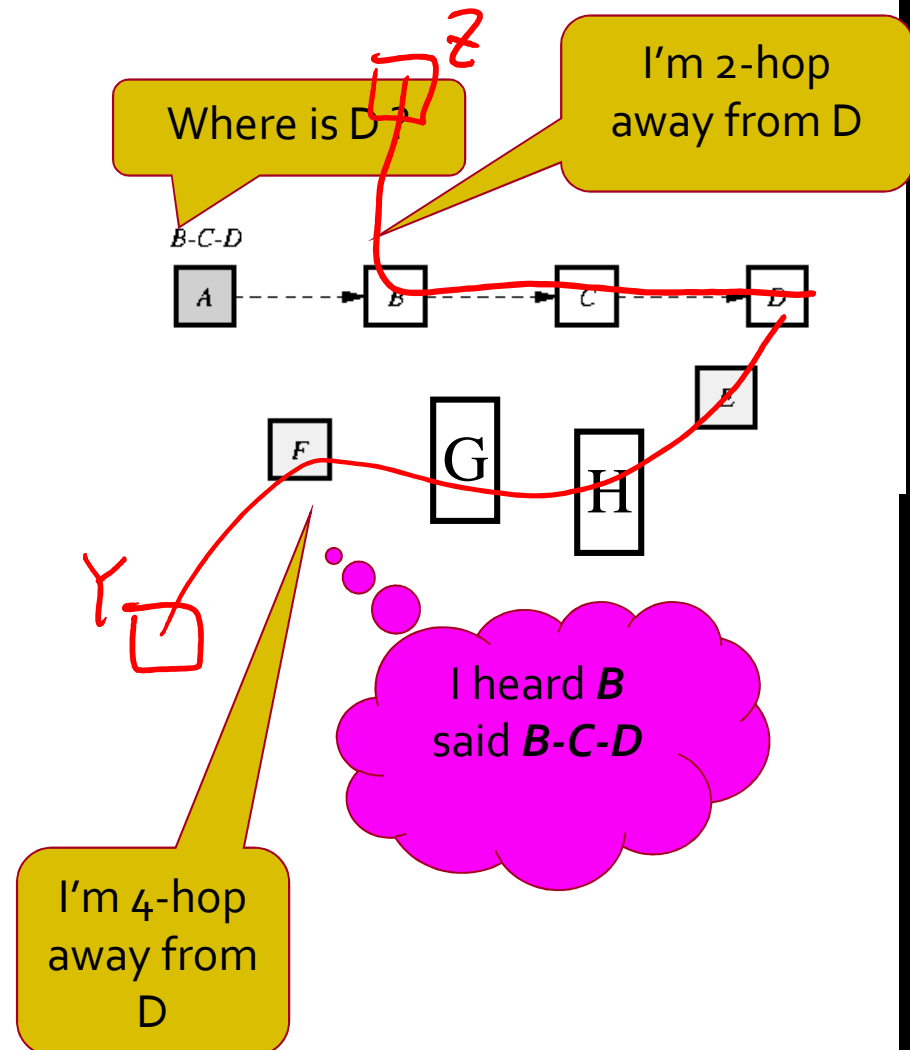 Z
I'm 2-hop
away from D
Where is D ?
B-C-D
A
B
C
D
E
F
G
H
Y
I heard B
said B-C-D
I'm 4-hop
away from
D